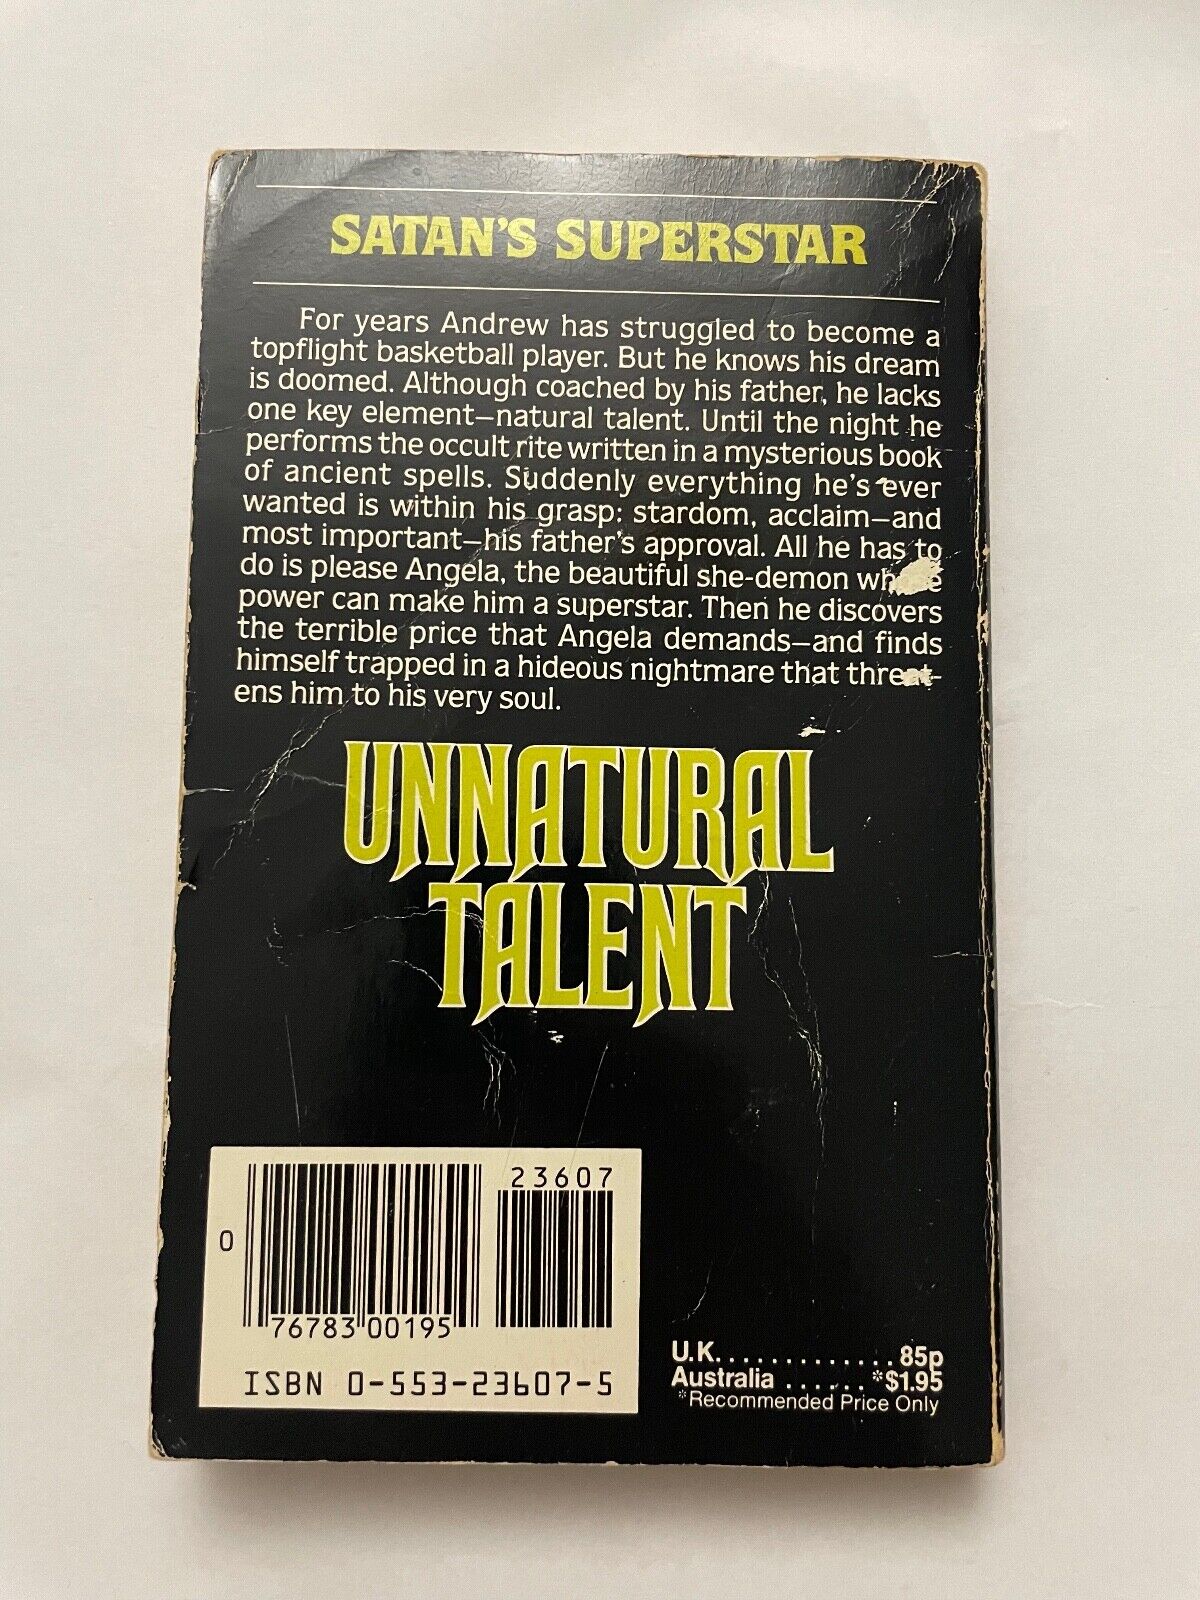 SATAN'S SUPERSTAR
For years Andrew has struggled to become a
topflight basketball player. But he knows his dream
is doomed. Although coached by his father, he lacks
one key element—natural talent. Until the night he
performs the occult rite written in a mysterious book
of ancient spells. Suddenly everything he's ever
wanted is within his grasp: stardom, acclaim—and
most important—his father's approval. All he has to
do is please Angela, the beautiful she-demon
power can make him a superstar. Then he discovers
the terrible price that Angela demands—and finds
himself trapped in a hideous nightmare that threat-
ens him to his very soul.
UNNATURAL
TALENT
23607
0
76783 00195
ISBN 0-553-23607-5
U.K. . . . . . . . . . . . . . 85p
Australia . . . . . . *$1.95
*Recommended Price Only